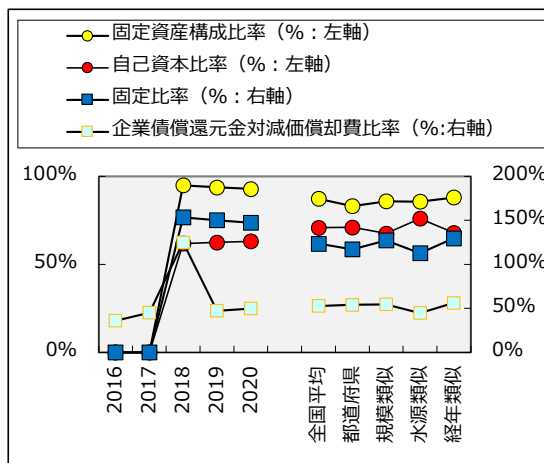 固定資産構成比率（%：左軸）
自己資本比率（%：左軸）
固定比率（%：右軸）
企業債償還元金対減価償却費比率（%:右軸）
100%
50%
0%
200%
150%
100%
50%
0%
2016
2017
2018
2019
2020
全国平均
都道府県
規模類似
水源類似
経年類似